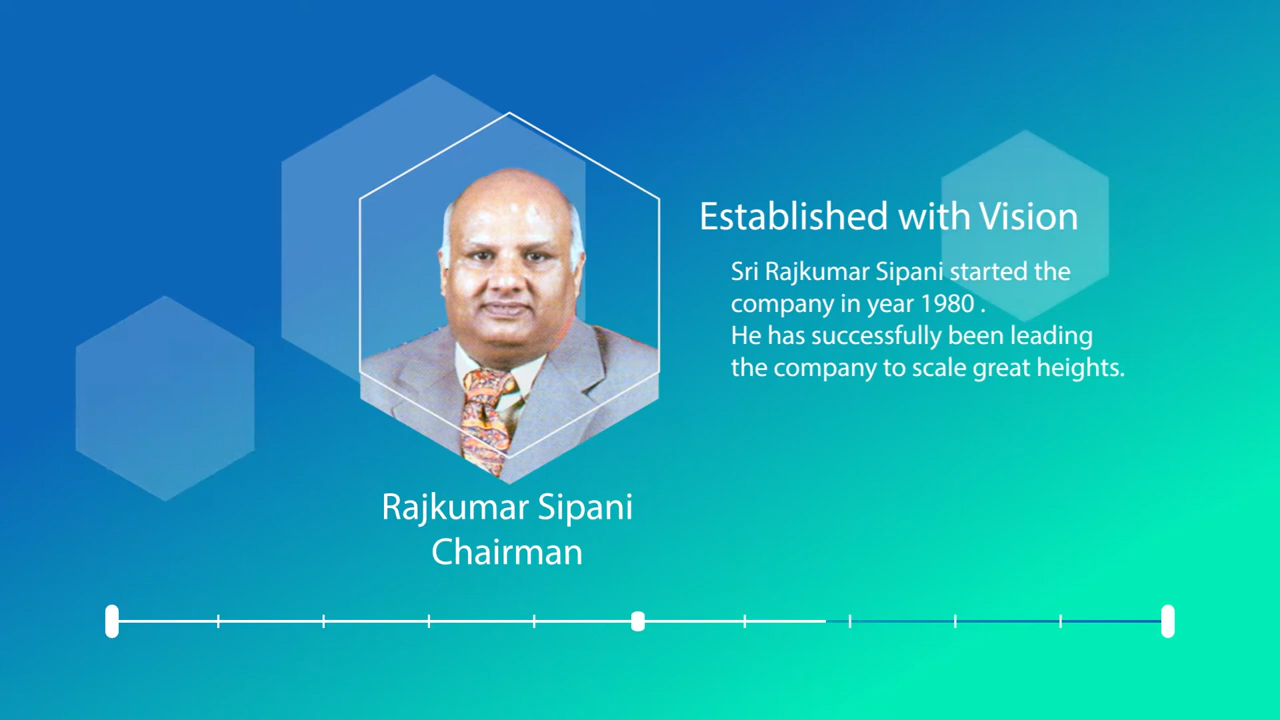 Established with Vision
Sri Rajkumar Sipani started the
company in year 1980 .
He has successfully been leading
the company to scale great heights.
Rajkumar Sipani
Chairman